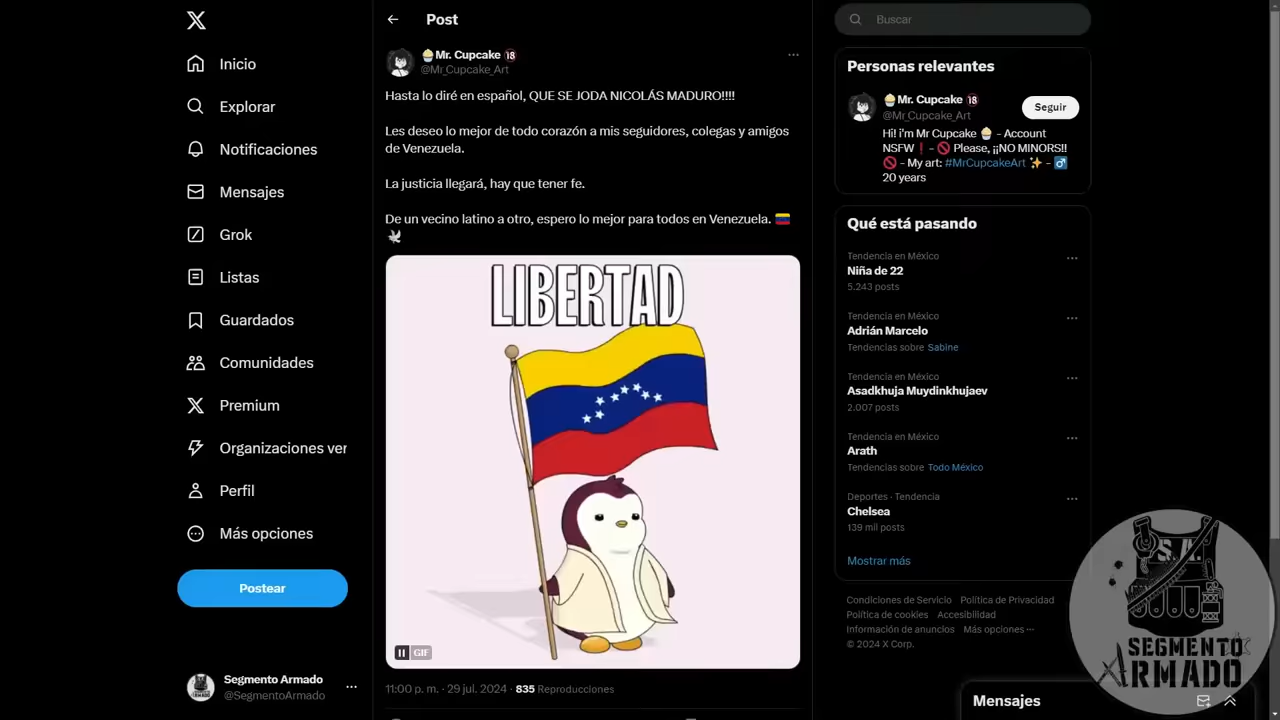 Inicio
Explorar
Notificaciones
Mensajes
Grok
Listas
Guardados
Comunidades
Premium
Organizaciones ver
Perfil
Más opciones
Postear
Segmento Armado
@SegmentoArmado
Post
Mr. Cupcake
@Mr_Cupcake_Art
Hasta lo diré en español, QUE SE JODA NICOLÁS MADURO!!!!
Les deseo lo mejor de todo corazón a mis seguidores, colegas y amigos
de Venezuela.
La justicia llegará, hay que tener fe.
De un vecino latino a otro, espero lo mejor para todos en Venezuela. 🇻🇪
🕊️
LIBERTAD
GIF
11:00 p. m. · 29 jul. 2024 · 835 Reproducciones
Buscar
Personas relevantes
🧁Mr. Cupcake 🔞
@Mr_Cupcake_Art
Seguir
Hi! i'm Mr Cupcake 🧁 - Account
NSFW❗ - 🚫 Please, ¡¡NO MINORS!!
🚫 - My art: #MrCupcakeArt ✨ - ♂️
20 years
Qué está pasando
Tendencia en México
Niña de 22
5.243 posts
Tendencia en México
Adrián Marcelo
Tendencias sobre Sabine
Tendencia en México
Asadkhuja Muydinkhujaev
2.007 posts
Tendencia en México
Arath
Tendencias sobre Todo México
Deportes · Tendencia
Chelsea
139 mil posts
Mostrar más
Condiciones de Servicio Política de Privacidad
Política de cookies Accesibilidad
Información de anuncios Más opciones ···
© 2024 X Corp.
Mensajes
S.A.
SEGMENTO
ARMADO